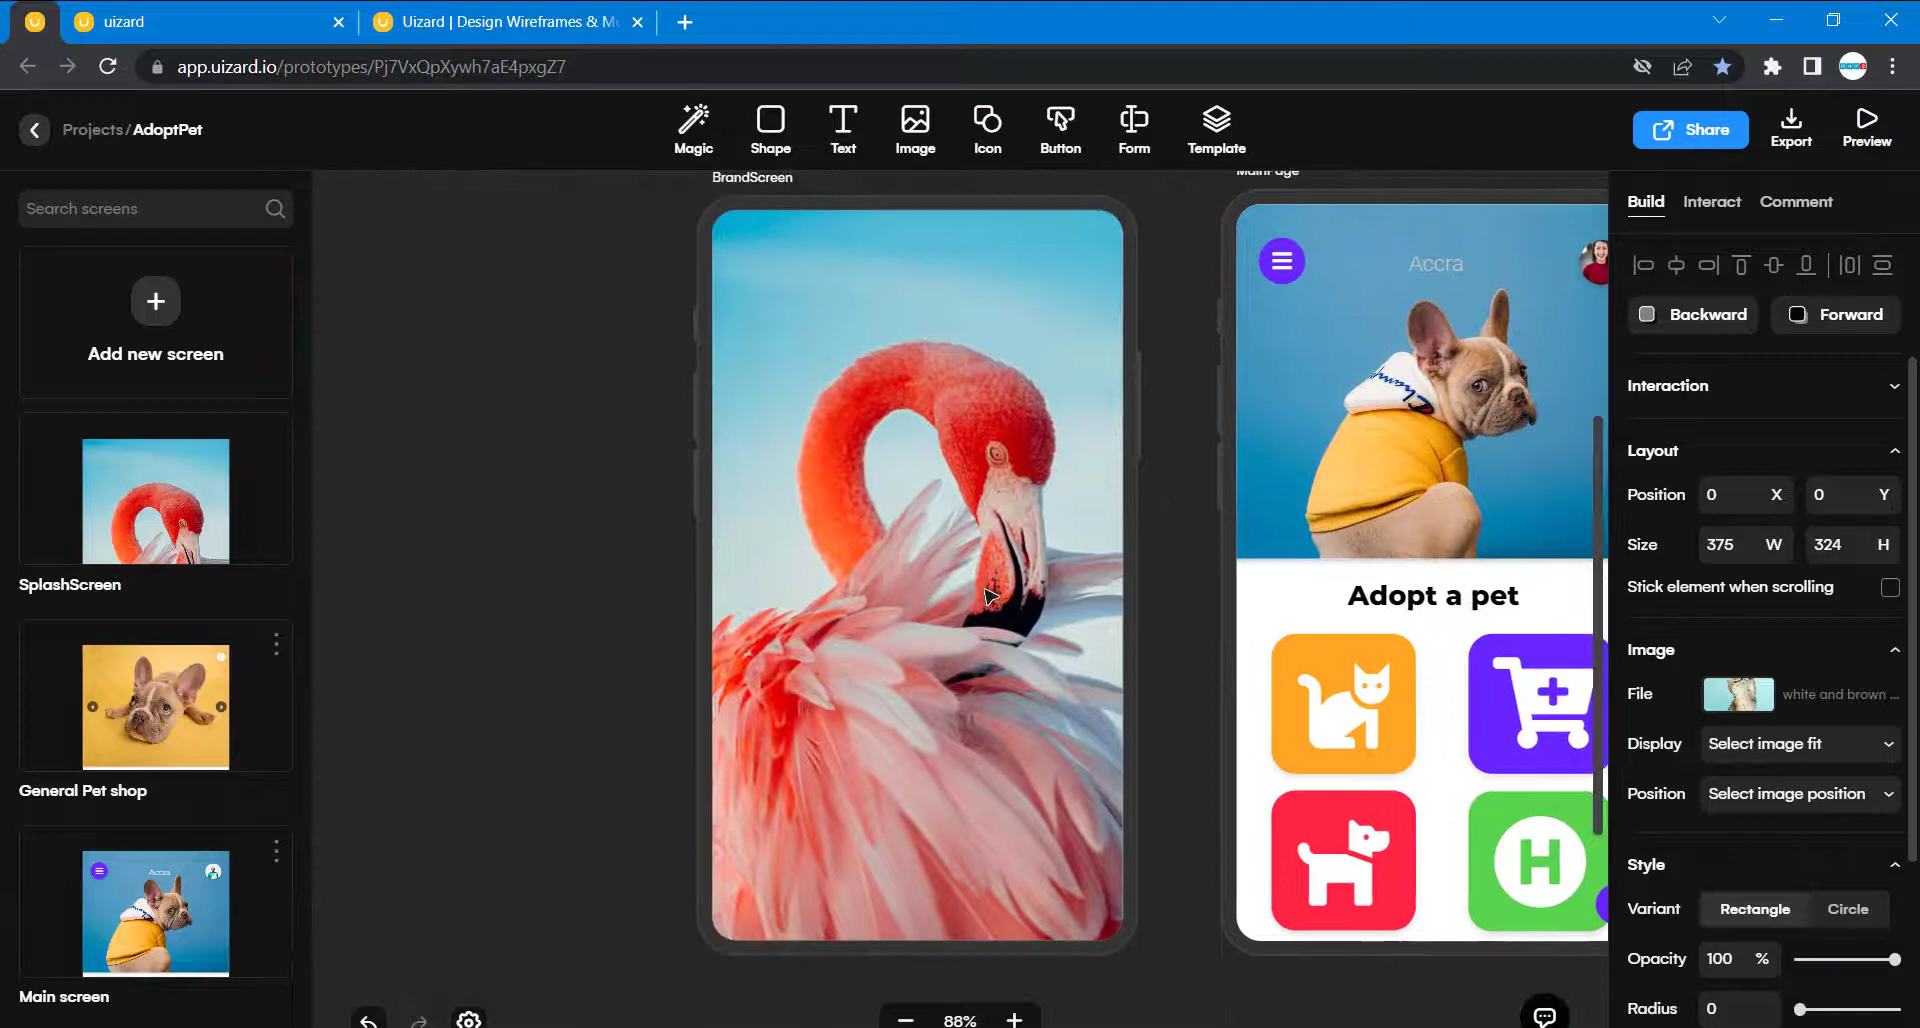 uizard
Uizard | Design Wireframes & M
app.uizard.io/prototypes/Pj7VxQpXywh7aE4pxgZ7
Projects/AdoptPet
Magic
Shape
Text
Image
Icon
Button
Form
Template
Share
Export
Preview
Search screens
Add new screen
SplashScreen
General Pet shop
Accra
Main screen
BrandScreen
MainPage
Accra
Adopt a pet
H
88%
Build Interact Comment
Backward Forward
Interaction
Layout
Position 0 X 0 Y
Size 375 W 324 H
Stick element when scrolling
Image
File white and brown ...
Display Select image fit
Position Select image position
Style
Variant Rectangle Circle
Opacity 100 %
Radius 0